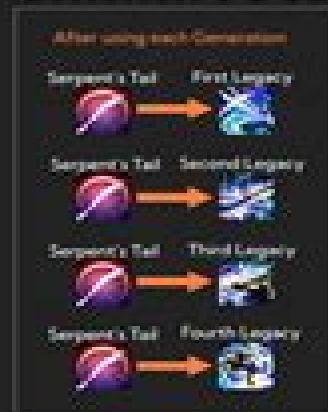 After using each Generation
Serpent's Tail First Legacy
Serpent's Tail Second Legacy
Serpent's Tail Third Legacy
Serpent's Tail Fourth Legacy